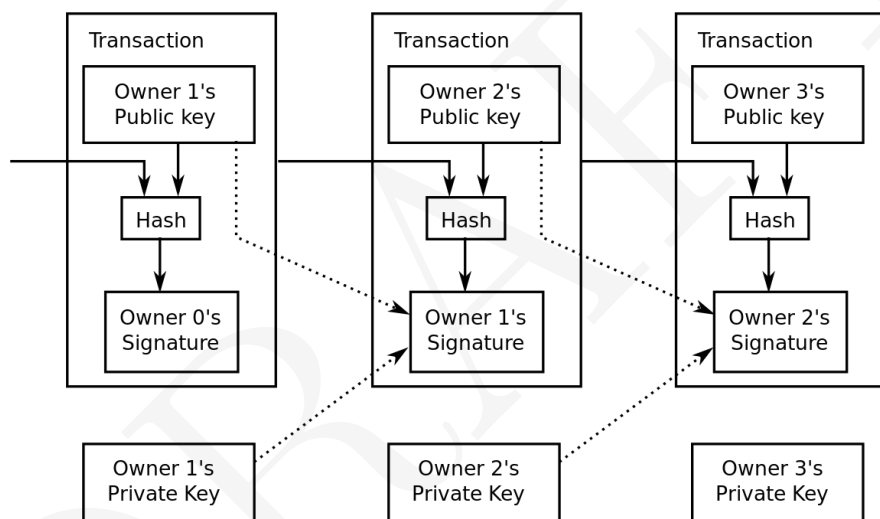 Transaction
Owner 1's
Public key
Hash
Owner 0's
Signature
Transaction
Owner 2's
Public key
Hash
Owner 1's
Signature
Transaction
Owner 3's
Public key
Hash
Owner 2's
Signature
Owner 1's
Private Key
Owner 2's
Private Key
Owner 3's
Private Key
DRAFT